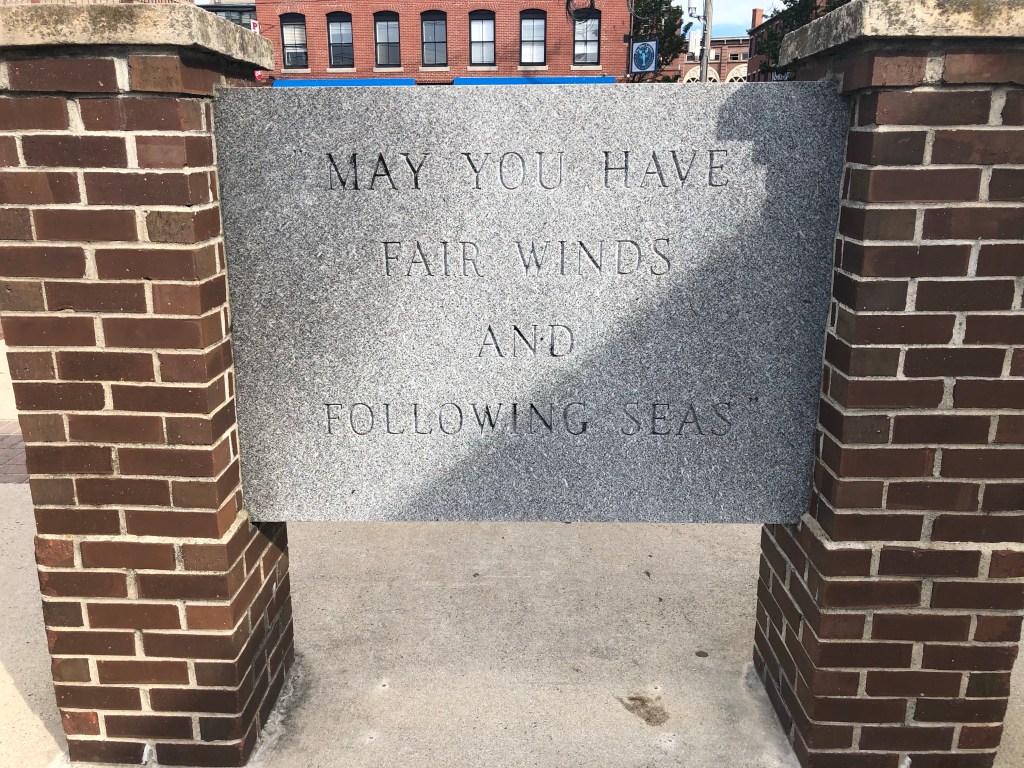 "MAY YOU HAVE
FAIR WINDS
AND
FOLLOWING SEAS"